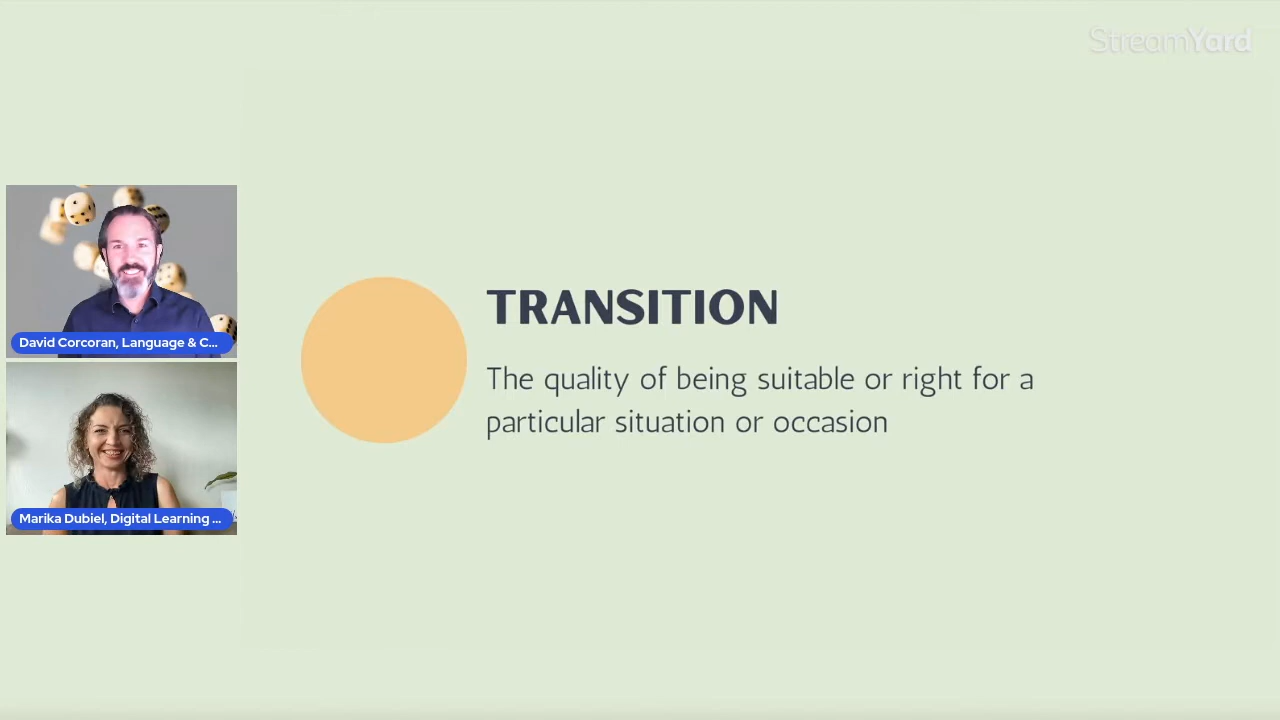 StreamYard
David Corcoran, Language & C...
Marika Dubiel, Digital Learning ...
TRANSITION
The quality of being suitable or right for a
particular situation or occasion